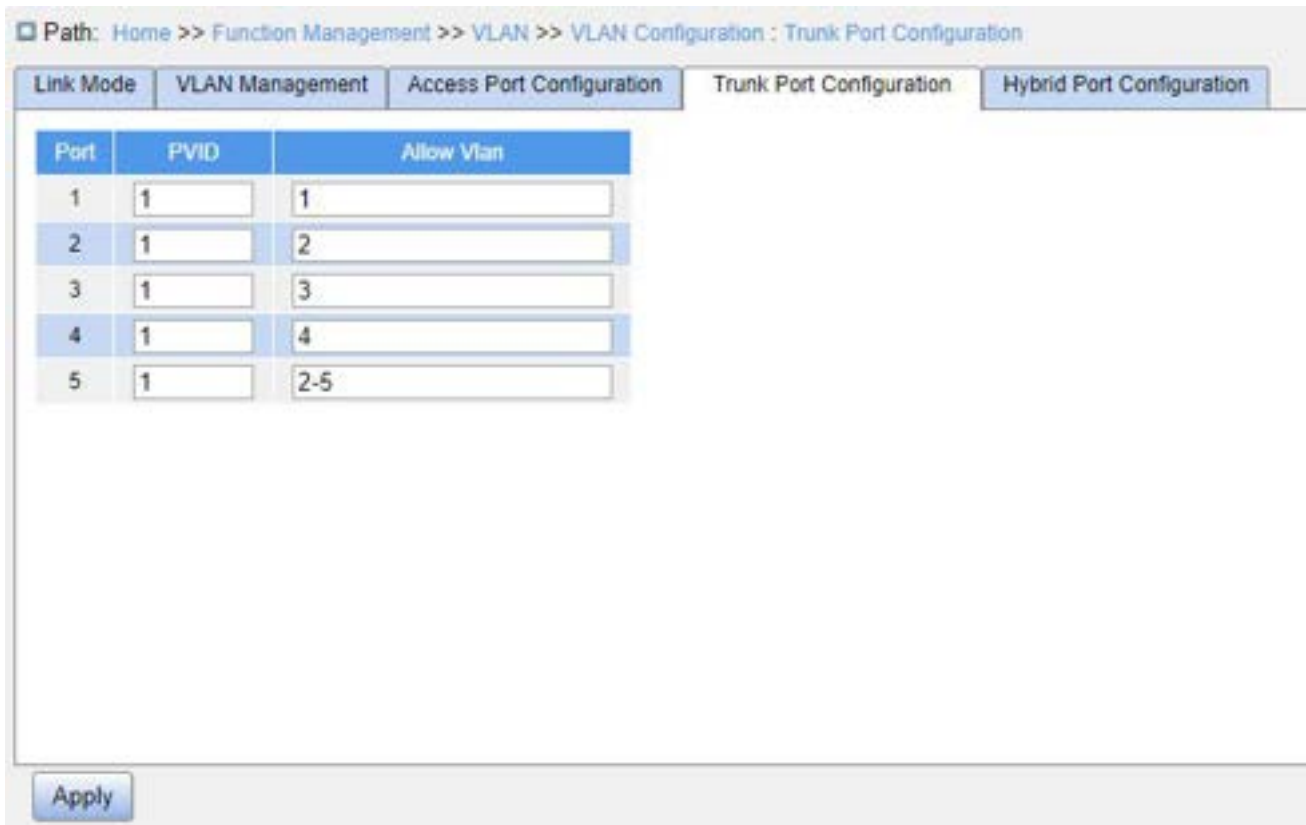 Path: Home >> Function Management >> VLAN >> VLAN Configuration : Trunk Port Configuration
Link Mode VLAN Management Access Port Configuration Trunk Port Configuration Hybrid Port Configuration
Port PVID Allow Vlan
1 1 1
2 1 2
3 1 3
4 1 4
5 1 2-5
Apply